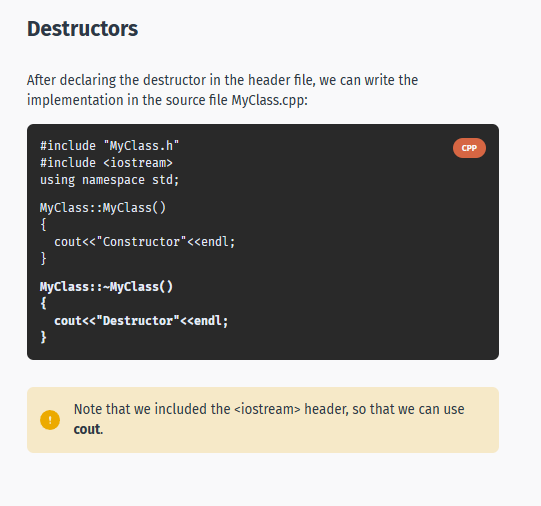 Destructors
After declaring the destructor in the header file, we can write the
implementation in the source file MyClass.cpp:
CPP
#include "MyClass.h"
#include <iostream>
using namespace std;
MyClass::MyClass()
{
  cout<<"Constructor"<<endl;
}
MyClass::~MyClass()
{
  cout<<"Destructor"<<endl;
}
!
Note that we included the <iostream> header, so that we can use
cout.